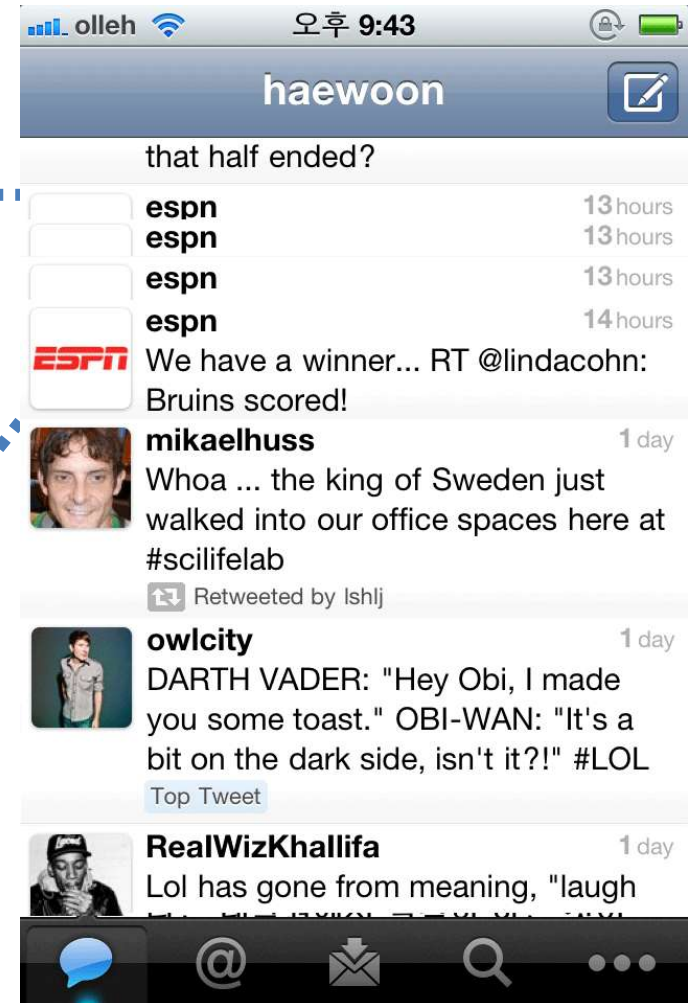 olleh 오후 9:43
haewoon
that half ended?
espn 13 hours
espn 13 hours
espn 13 hours
espn 14 hours
ESPN
We have a winner... RT @lindacohn:
Bruins scored!
mikaelhuss 1 day
Whoa ... the king of Sweden just
walked into our office spaces here at
#scilifelab
Retweeted by lshlj
owlcity 1 day
DARTH VADER: "Hey Obi, I made
you some toast." OBI-WAN: "It's a
bit on the dark side, isn't it?!" #LOL
Top Tweet
RealWizKhallifa 1 day
Lol has gone from meaning, "laugh
@